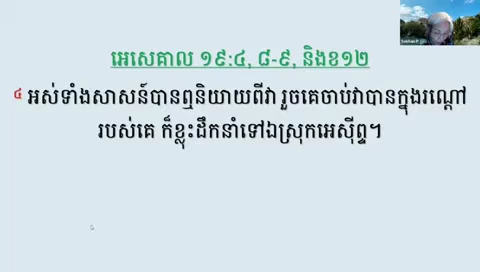 អេសេគាល ១៩:៤, ៨-៩, និងខ១២
៤ អស់ទាំងសាសន៍បានឮនិយាយពីវា រួចគេចាប់វាបានក្នុងរណ្តៅ
របស់គេ ក៏ខ្លុះដឹកនាំទៅឯស្រុកអេស៊ីព្ទ។